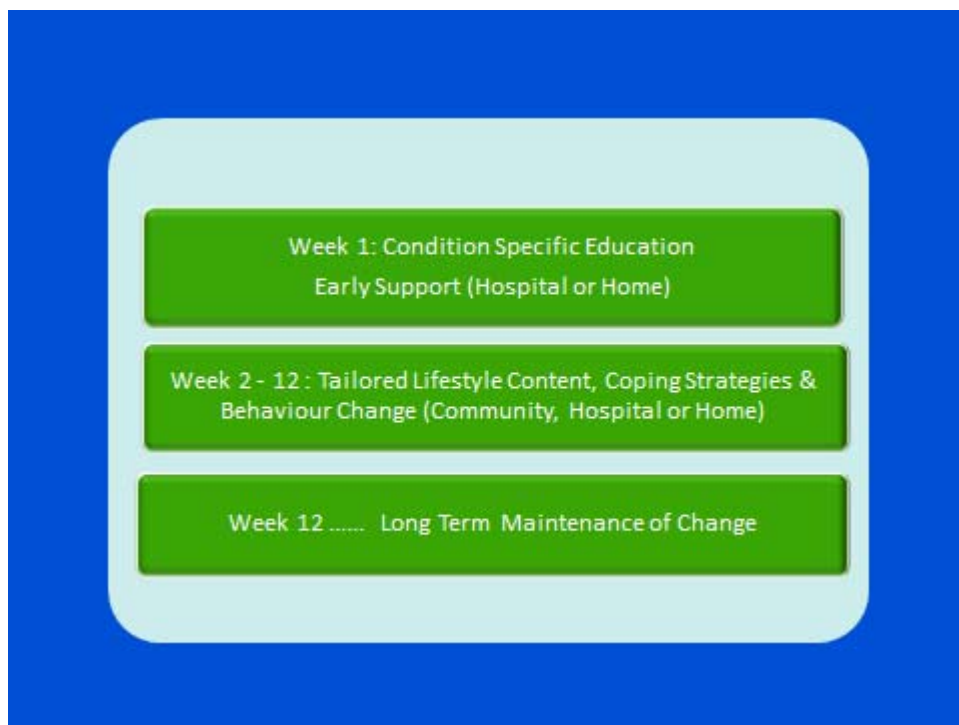 Week 1: Condition Specific Education
Early Support (Hospital or Home)
Week 2 - 12 : Tailored Lifestyle Content, Coping Strategies &
Behaviour Change (Community, Hospital or Home)
Week 12 ...... Long Term Maintenance of Change